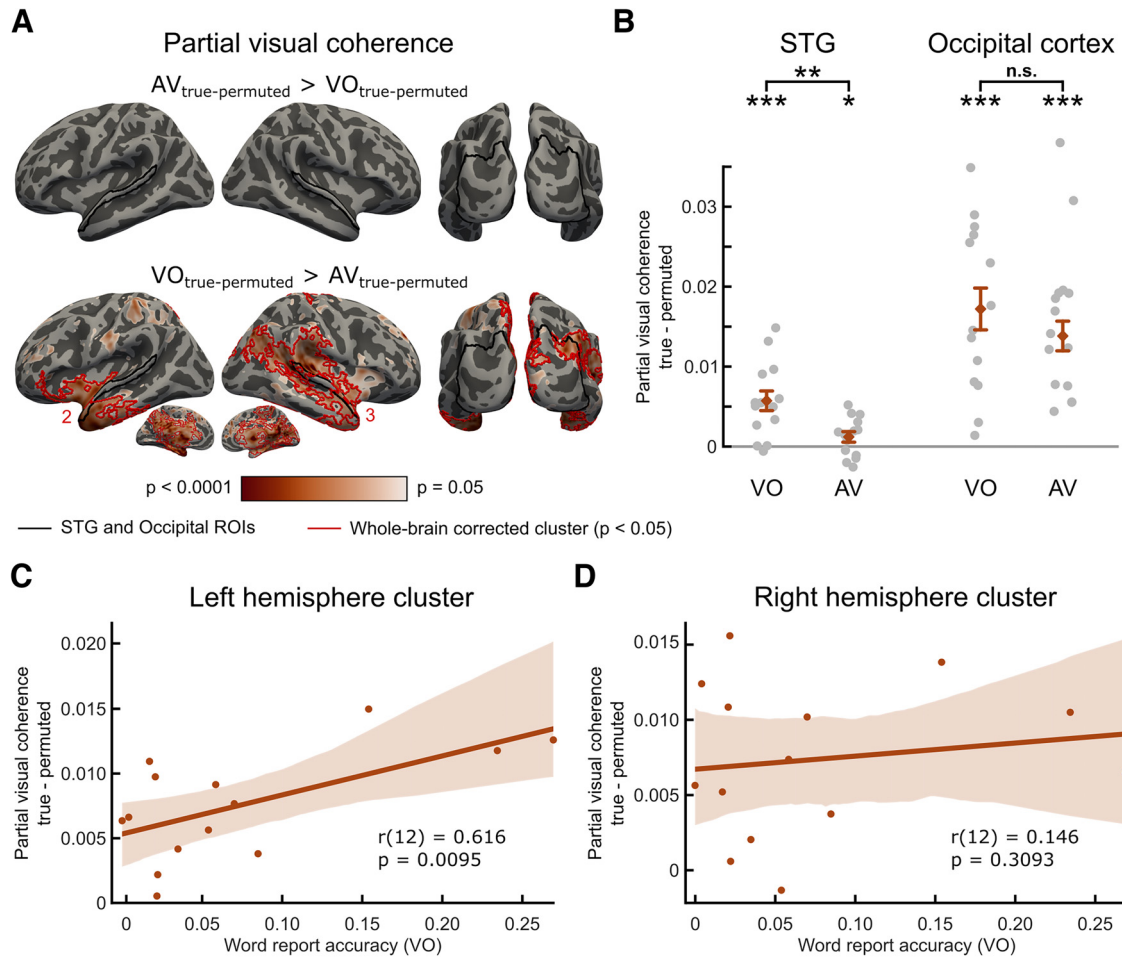 A
Partial visual coherence
AVtrue-permuted > VOtrue-permuted
VOtrue-permuted > AVtrue-permuted
2
3
p < 0.0001
p = 0.05
STG and Occipital ROIs
Whole-brain corrected cluster (p < 0.05)
B
STG
Occipital cortex
**
n.s.
*** * *** ***
Partial visual coherence
true - permuted
0.03
0.02
0.01
0
VO AV VO AV
C
Left hemisphere cluster
Partial visual coherence
true - permuted
0.020
0.015
0.010
0.005
0
r(12) = 0.616
p = 0.0095
0 0.05 0.10 0.15 0.20 0.25
Word report accuracy (VO)
D
Right hemisphere cluster
Partial visual coherence
true - permuted
0.015
0.010
0.005
0
r(12) = 0.146
p = 0.3093
0 0.05 0.10 0.15 0.20 0.25
Word report accuracy (VO)